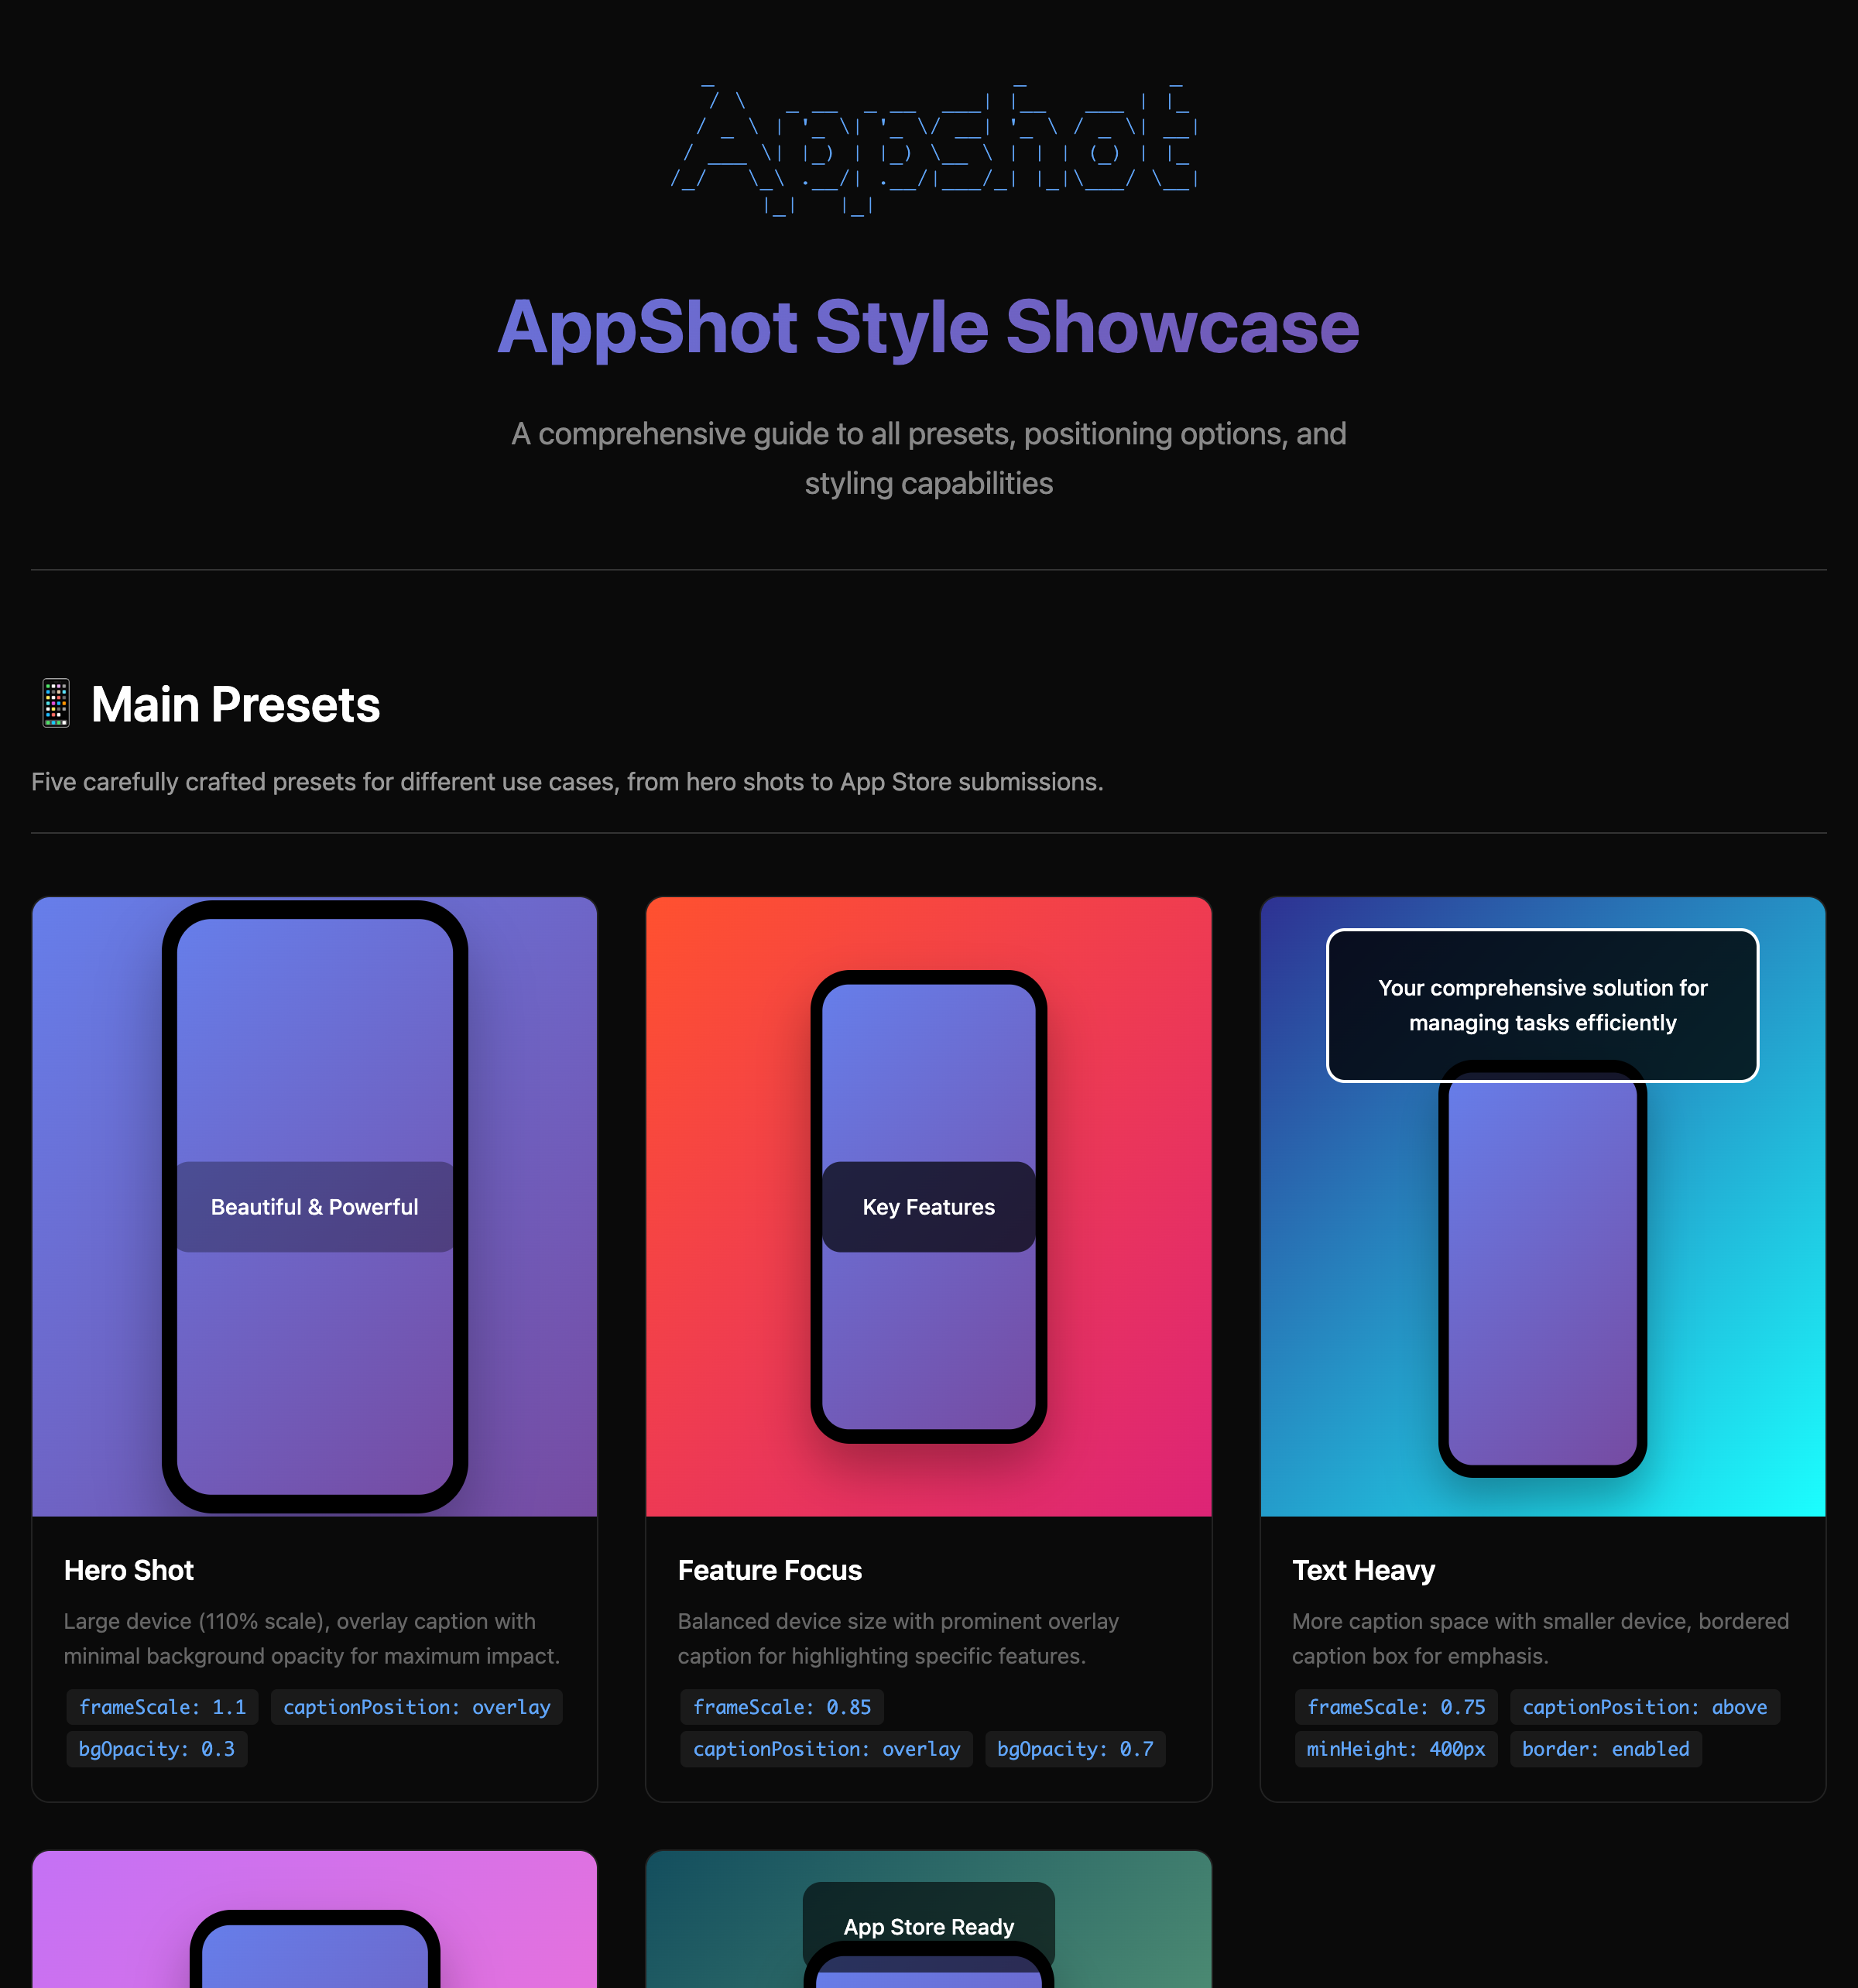 Appshot
AppShot Style Showcase
A comprehensive guide to all presets, positioning options, and
styling capabilities
Main Presets
Five carefully crafted presets for different use cases, from hero shots to App Store submissions.
Beautiful & Powerful
Hero Shot
Large device (110% scale), overlay caption with
minimal background opacity for maximum impact.
frameScale: 1.1 captionPosition: overlay
bgOpacity: 0.3
Key Features
Feature Focus
Balanced device size with prominent overlay
caption for highlighting specific features.
frameScale: 0.85
captionPosition: overlay bgOpacity: 0.7
Your comprehensive solution for
managing tasks efficiently
Text Heavy
More caption space with smaller device, bordered
caption box for emphasis.
frameScale: 0.75 captionPosition: above
minHeight: 400px border: enabled
App Store Ready